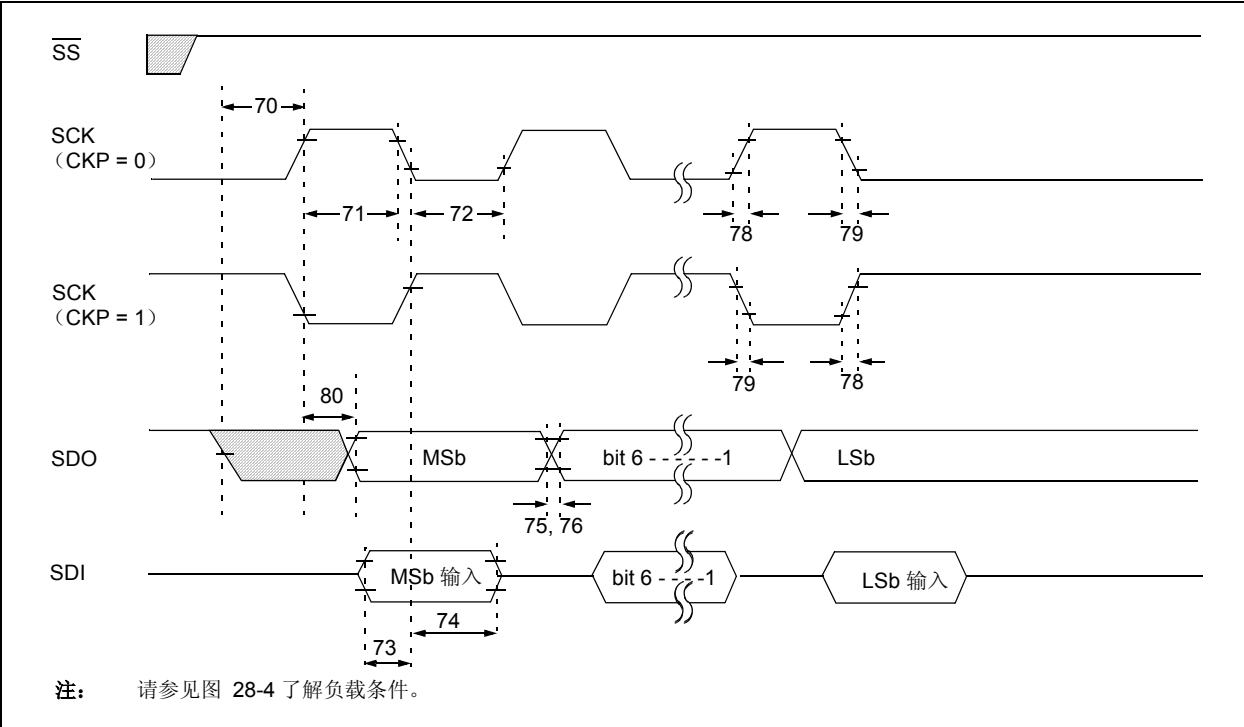 SS
70
SCK
（CKP = 0）
71
72
78
79
SCK
（CKP = 1）
79
78
80
SDO
MSb
bit 6 - - - - - - -1
LSb
75, 76
SDI
MSb 输入
bit 6 - - - - -1
LSb 输入
74
73
注： 请参见图 28-4 了解负载条件。